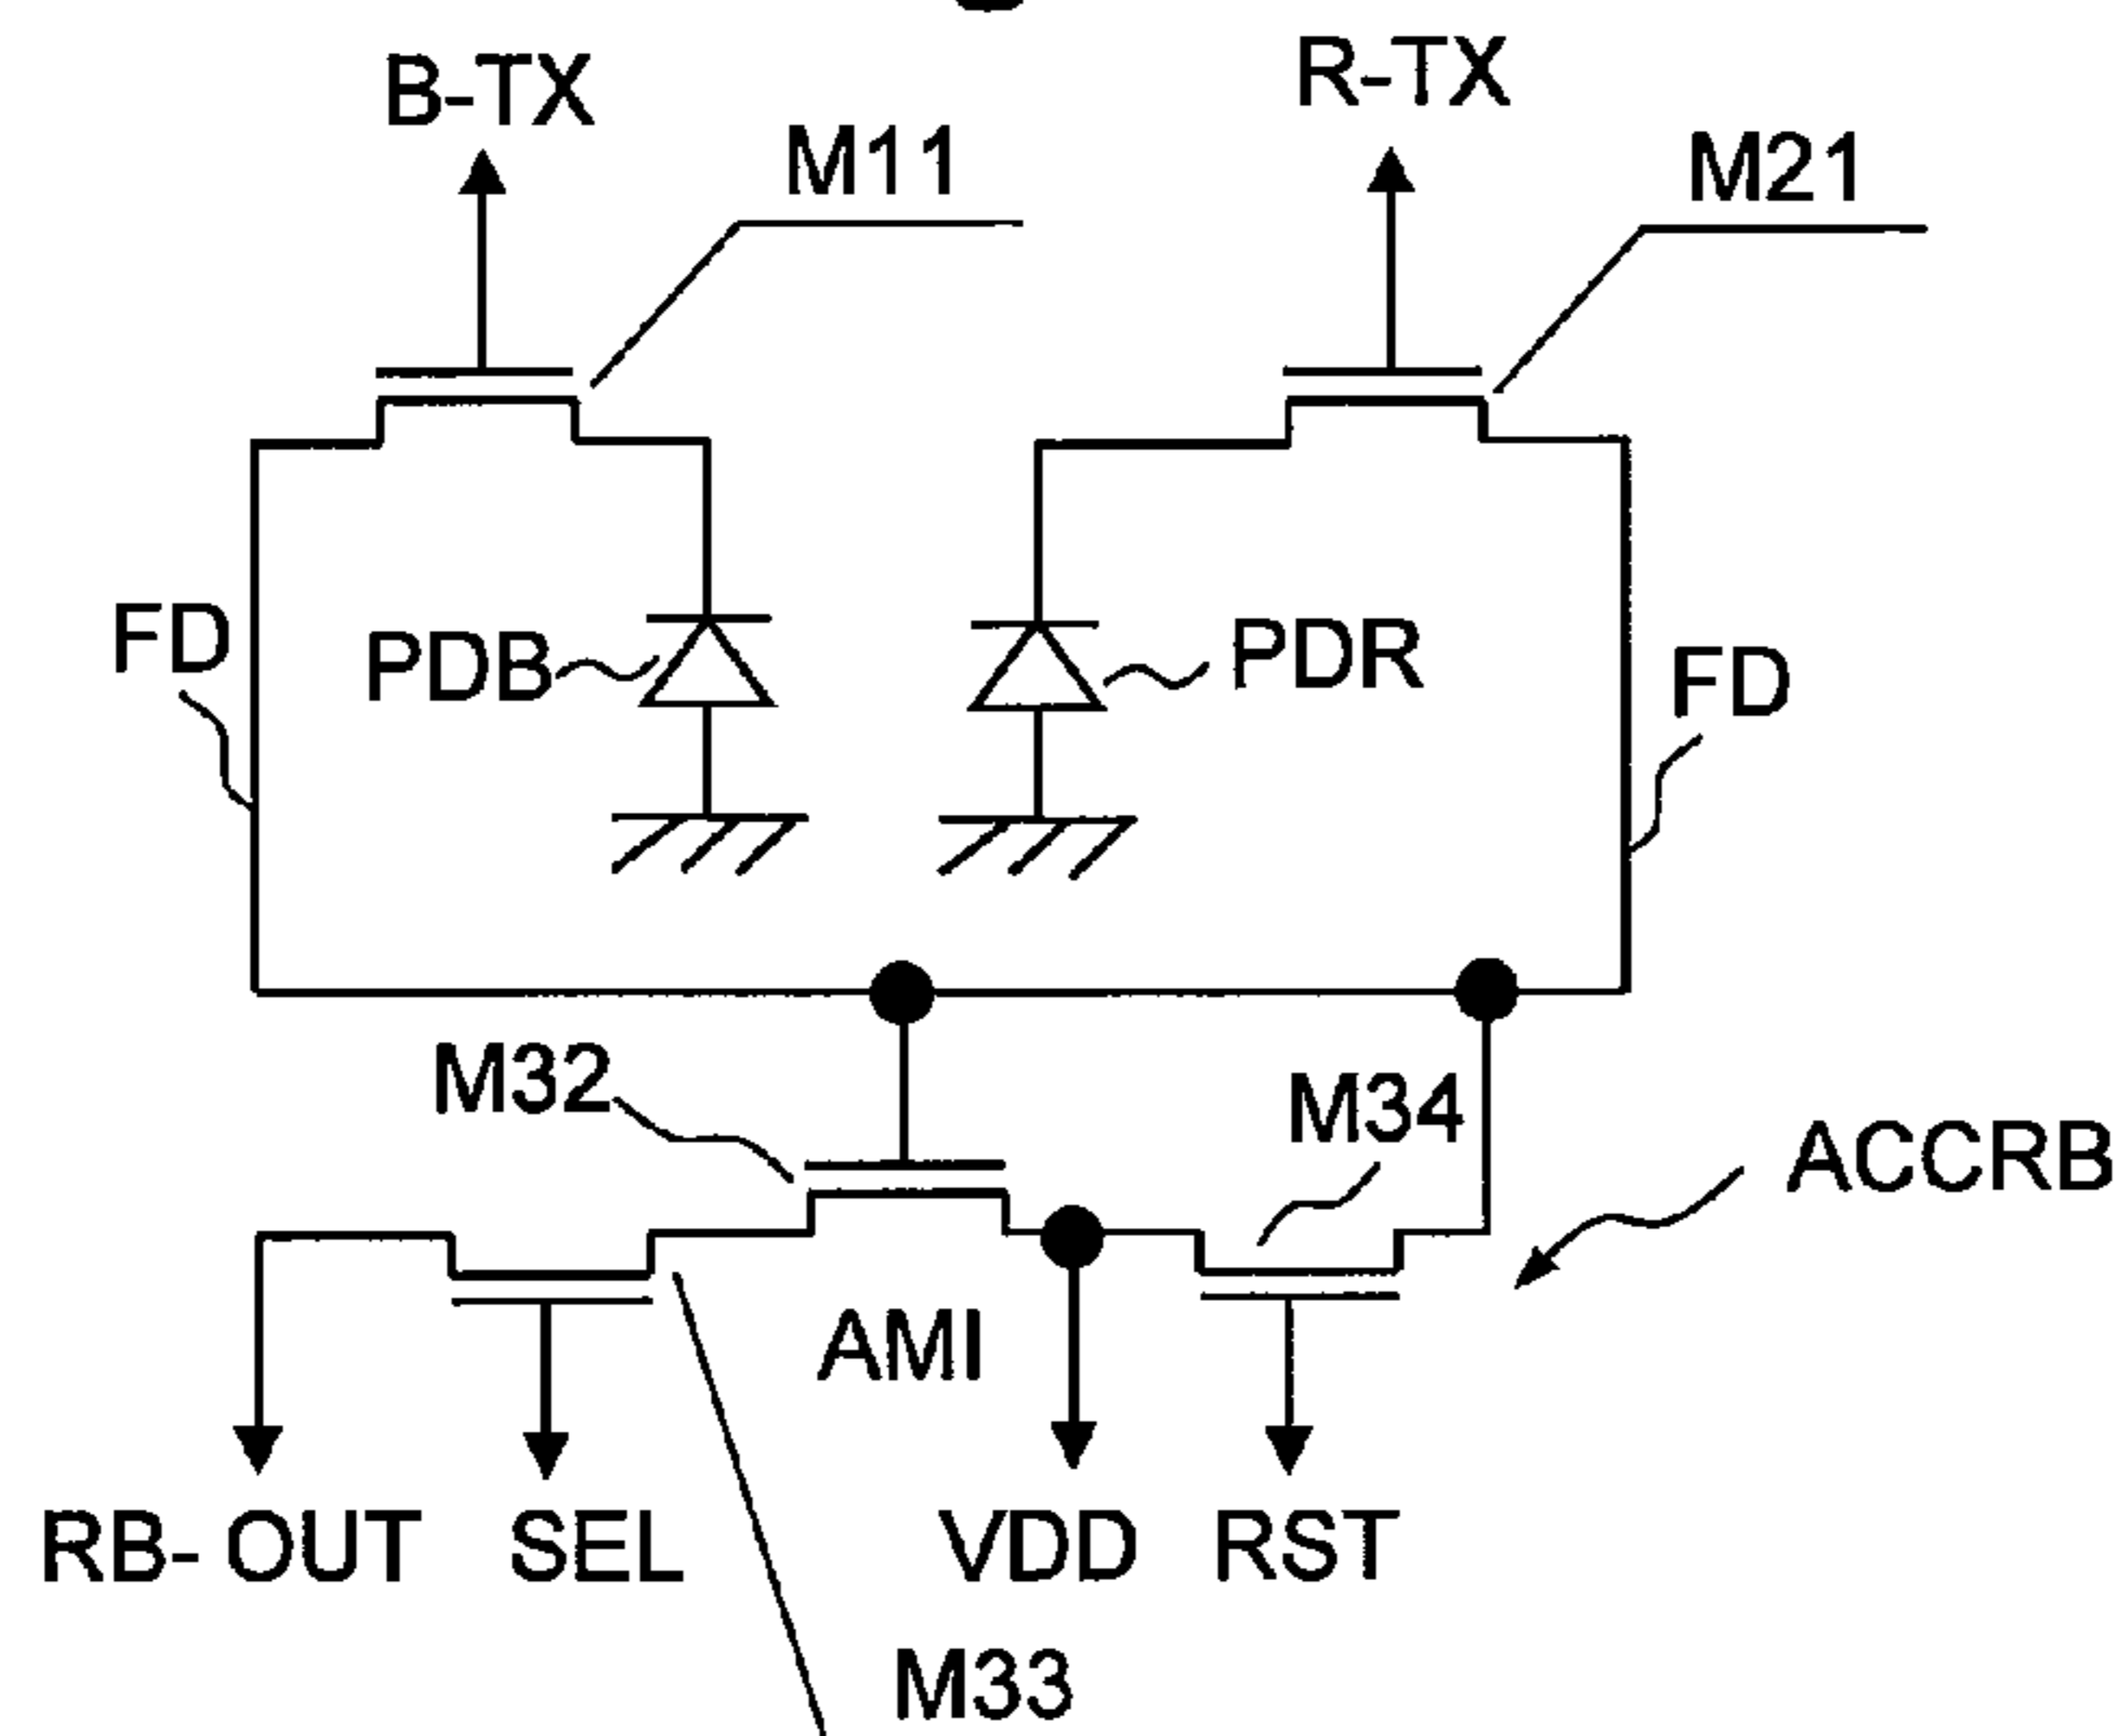 B-TX
R-TX
M11
M21
FD
PDB
PDR
FD
M32
M34
ACCRB
AMI
RB- OUT
SEL
VDD
RST
M33